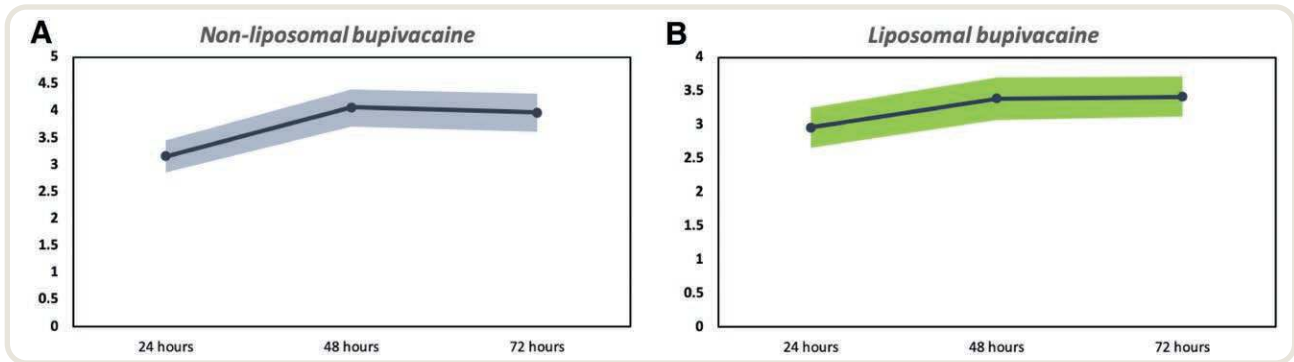 A
Non-liposomal bupivacaine
5
4.5
4
3.5
3
2.5
2
1.5
1
0.5
0
24 hours
48 hours
72 hours
B
Liposomal bupivacaine
4
3.5
3
2.5
2
1.5
1
0.5
0
24 hours
48 hours
72 hours